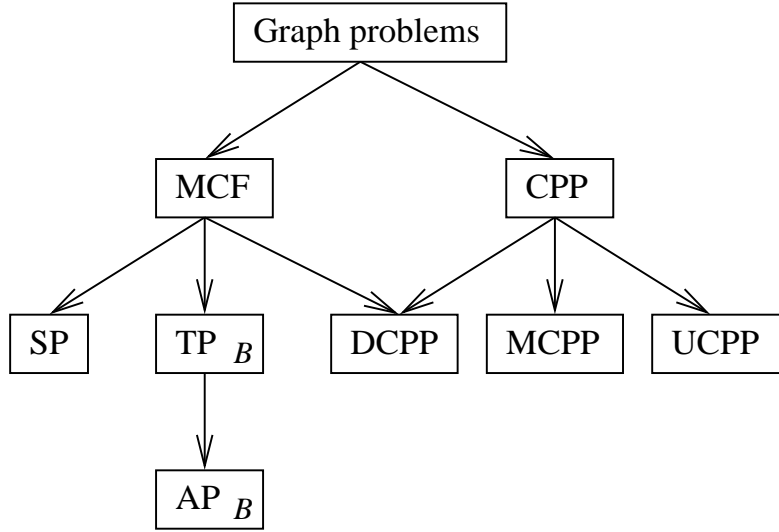 Graph problems
MCF
CPP
SP
TP B
DCPP
MCPP
UCPP
AP B